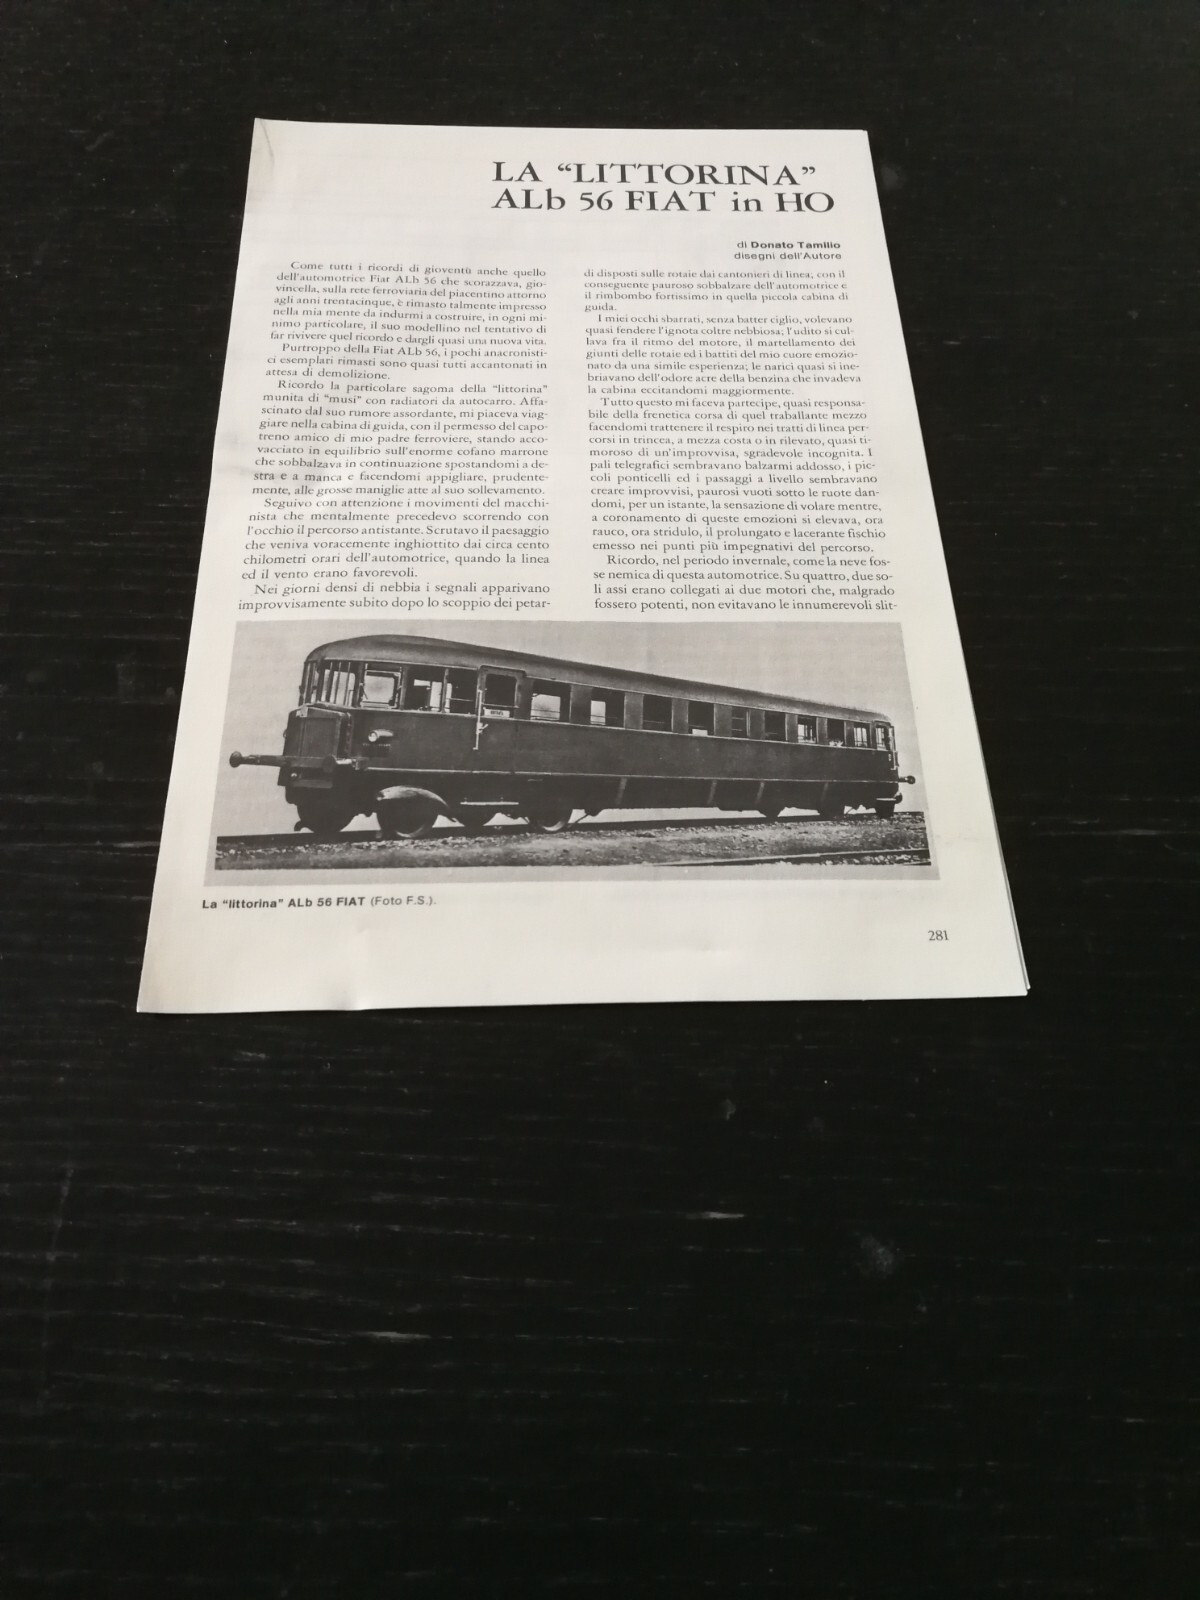 LA “LITTORINA”
ALb 56 FIAT in HO
di Donato Tamilio
disegni dell'Autore
Come tutti i ricordi di gioventù anche quello
dell'automotrice Fiat ALb 56 che scorazzava, gio-
vincella, sulla rete ferroviaria del piacentino attorno
agli anni trentacinque, è rimasto talmente impresso
nella mia mente da indurmi a costruire, in ogni mi-
nimo particolare, il suo modellino nel tentativo di
far rivivere quel ricordo e dargli quasi una nuova vita.
Purtroppo della Fiat ALb 56, i pochi anacronisti-
ci esemplari rimasti sono quasi tutti accantonati in
attesa di demolizione.
Ricordo la particolare sagoma della “littorina”
munita di “musi” con radiatori da autocarro. Affa-
scinato dal suo rumore assordante, mi piaceva viag-
giare nella cabina di guida, con il permesso del capo-
treno amico di mio padre ferroviere, stando acco-
vacciato in equilibrio sull'enorme cofano marrone
che sobbalzava in continuazione spostandomi a de-
stra e a manca e facendomi appigliare, prudente-
mente, alle grosse maniglie atte al suo sollevamento.
Seguivo con attenzione i movimenti del macchi-
nista che mentalmente precedevo scorrendo con
l'occhio il percorso antistante. Scrutavo il paesaggio
che veniva voracemente inghiottito dai circa cento
chilometri orari dell'automotrice, quando la linea
ed il vento erano favorevoli.
Nei giorni densi di nebbia i segnali apparivano
improvvisamente subito dopo lo scoppio dei petar-
di disposti sulle rotaie dai cantonieri di linea, con il
conseguente pauroso sobbalzare dell'automotrice e
il rimbombo fortissimo in quella piccola cabina di
guida.
I miei occhi sbarrati, senza batter ciglio, volevano
quasi fendere l'ignota coltre nebbiosa; l'udito si cul-
lava fra il ritmo del motore, il martellamento dei
giunti delle rotaie ed i battiti del mio cuore emozio-
nato da una simile esperienza; le narici quasi si ine-
briavano dell'odore acre della benzina che invadeva
la cabina eccitandomi maggiormente.
Tutto questo mi faceva partecipe, quasi responsa-
bile della frenetica corsa di quel traballante mezzo
facendomi trattenere il respiro nei tratti di linea per-
corsi in trincea, a mezza costa o in rilevato, quasi ti-
moroso di un'improvvisa, sgradevole incognita. I
pali telegrafici sembravano balzarmi addosso, i pic-
coli ponticelli ed i passaggi a livello sembravano
creare improvvisi, paurosi vuoti sotto le ruote dan-
domi, per un istante, la sensazione di volare mentre,
a coronamento di queste emozioni si elevava, ora
rauco, ora stridulo, il prolungato e lacerante fischio
emesso nei punti più impegnativi del percorso.
Ricordo, nel periodo invernale, come la neve fos-
se nemica di questa automotrice. Su quattro, due so-
li assi erano collegati ai due motori che, malgrado
fossero potenti, non evitavano le innumerevoli slit-
La “littorina” ALb 56 FIAT (Foto F.S.).
281